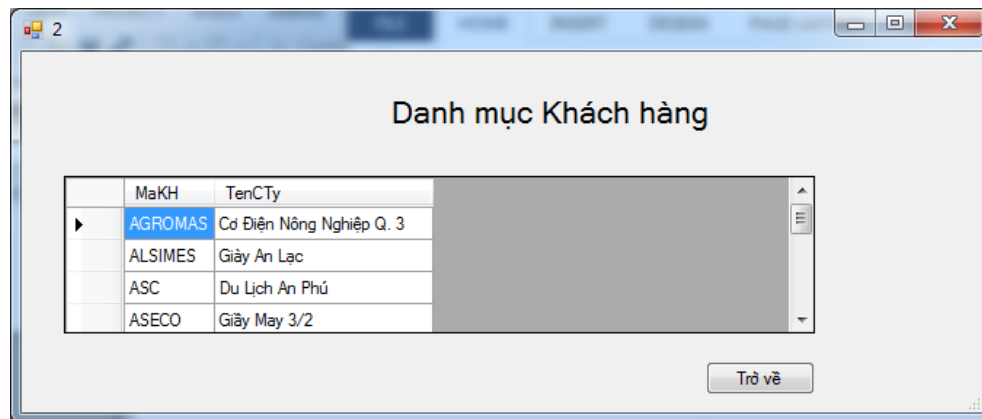 2
Danh mục Khách hàng
MaKH TenCTy
AGROMAS Cơ Điện Nông Nghiệp Q. 3
ALSIMES Giày An Lạc
ASC Du Lịch An Phú
ASECO Giầy May 3/2
Trở về